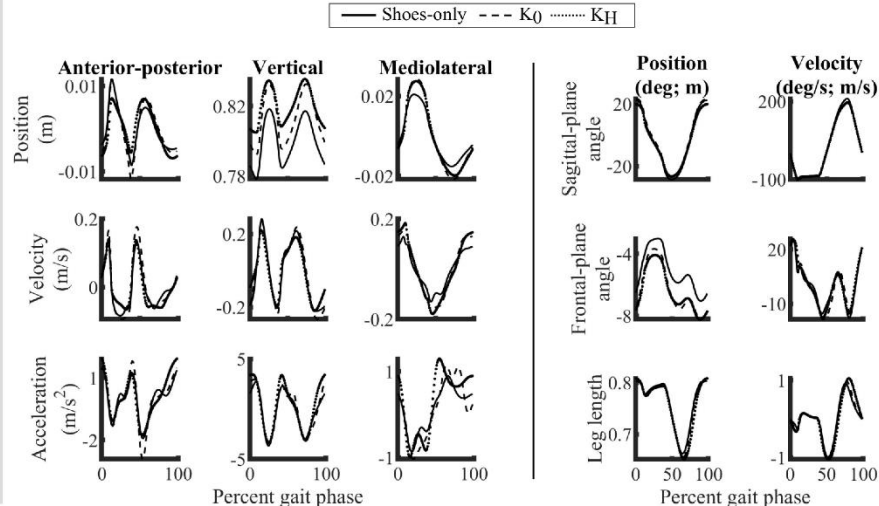 Shoes-only K0 KH
Anterior-posterior Vertical Mediolateral
Position (deg; m) Velocity (deg/s; m/s)
Position (m)
0.01
-0.01
0.82
0.78
0.02
-0.02
Sagittal-plane angle
20
-20
200
-100
Velocity (m/s)
0.2
0
0.2
-0.2
0.2
-0.2
Frontal-plane angle
-4
-8
20
-10
Acceleration (m/s2)
1
-2
5
-5
1
-1
Leg length
0.8
0.7
1
-1
0 100 0 100 0 100
0 50 100 0 50 100
Percent gait phase
Percent gait phase